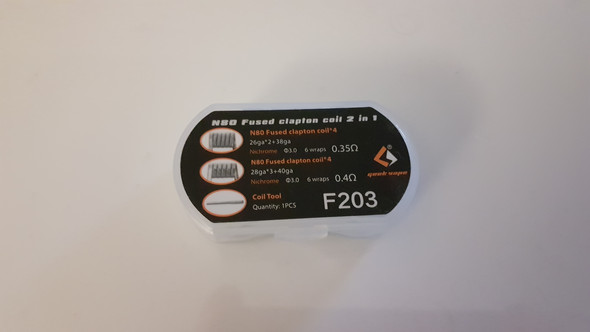 N80 Fused clapton coil 2 in 1
N80 Fused clapton coil*4
26ga*2+38ga
Nichrome Φ3.0 6 wraps 0.35Ω
N80 Fused clapton coil*4
28ga*3+40ga
Nichrome Φ3.0 6 wraps 0.4Ω
geek vape
Coil Tool
Quantity: 1PCS
F203